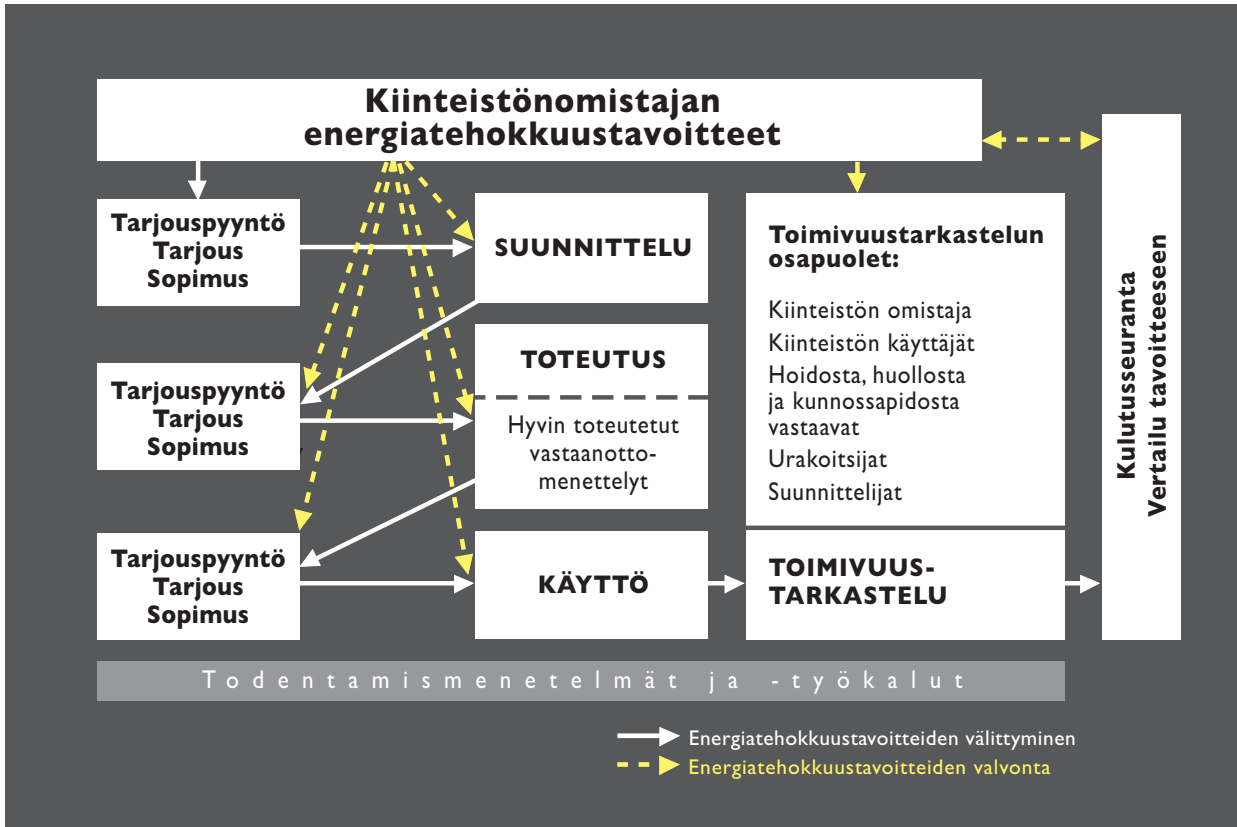 Kiinteistönomistajan
energiatehokkuustavoitteet
Tarjouspyyntö
Tarjous
Sopimus
SUUNNITTELU
Tarjouspyyntö
Tarjous
Sopimus
TOTEUTUS
Hyvin toteutetut
vastaanotto-
menettelyt
Tarjouspyyntö
Tarjous
Sopimus
KÄYTTÖ
Toimivuustarkastelun
osapuolet:
Kiinteistön omistaja
Kiinteistön käyttäjät
Hoidosta, huollosta
ja kunnossapidosta
vastaavat
Urakoitsijat
Suunnittelijat
TOIMIVUUS-
TARKASTELU
Kulutusseuranta
Vertailu tavoitteeseen
Todentamismenetelmät ja -työkalut
Energiatehokkuustavoitteiden välittyminen
Energiatehokkuustavoitteiden valvonta